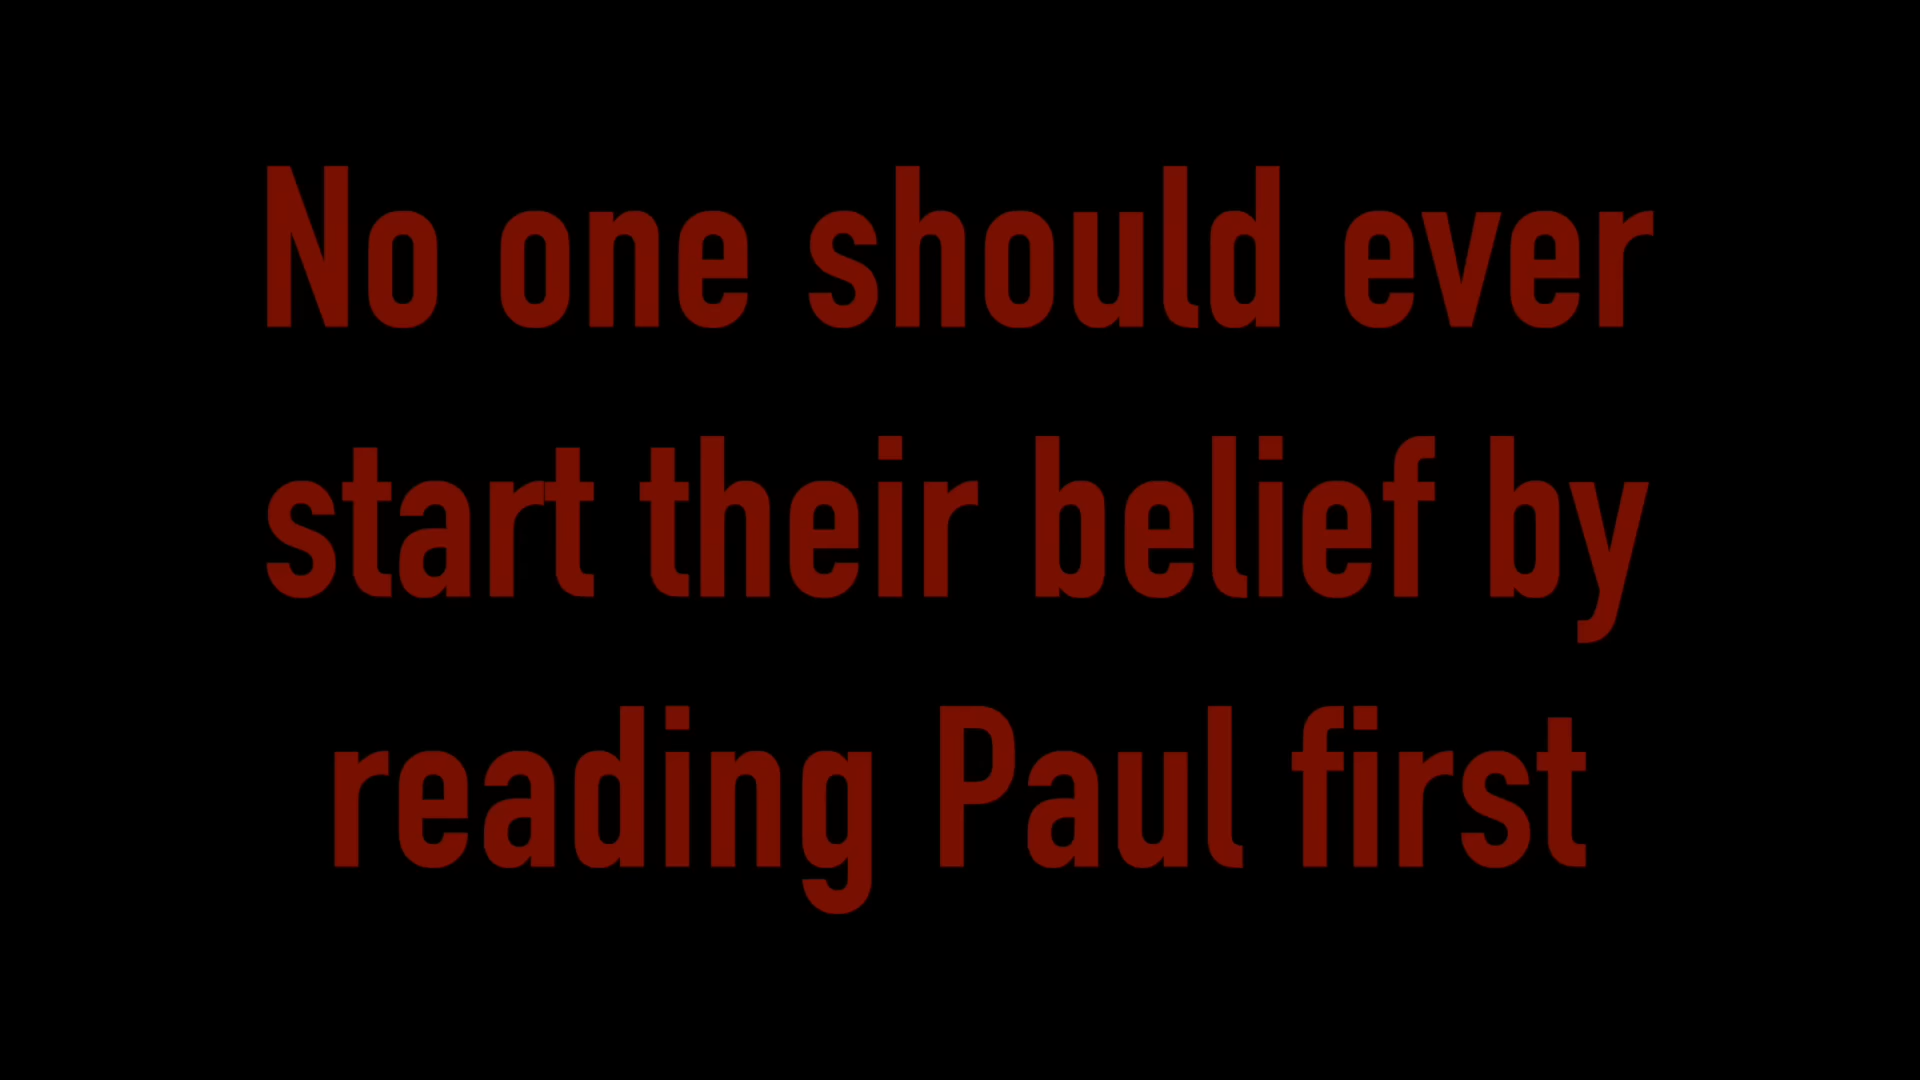 No one should ever
start their belief by
reading Paul first